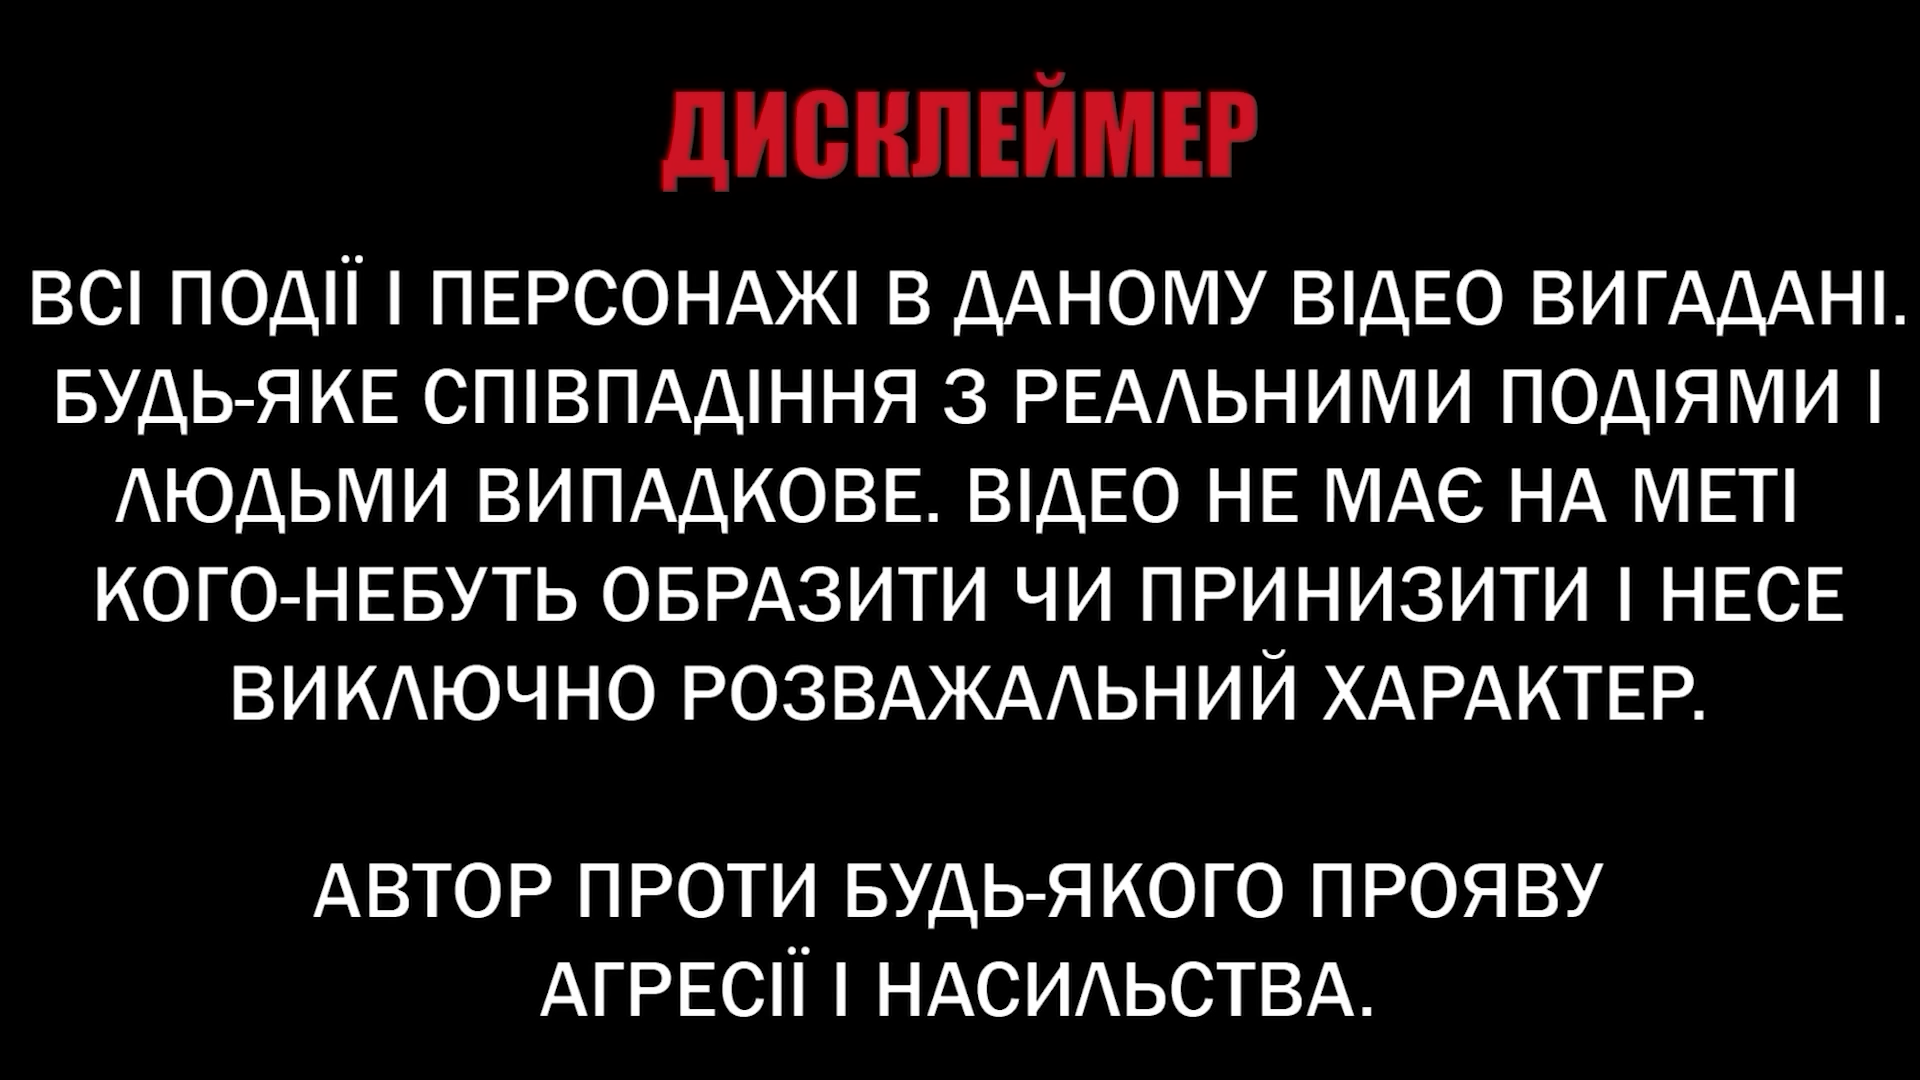 ДИСКЛЕЙМЕР
ВСІ ПОДІЇ І ПЕРСОНАЖІ В ДАНОМУ ВІДЕО ВИГАДАНІ.
БУДЬ-ЯКЕ СПІВПАДІННЯ З РЕАЛЬНИМИ ПОДІЯМИ І
ЛЮДЬМИ ВИПАДКОВЕ. ВІДЕО НЕ МАЄ НА МЕТІ
КОГО-НЕБУТЬ ОБРАЗИТИ ЧИ ПРИНИЗИТИ І НЕСЕ
ВИКЛЮЧНО РОЗВАЖАЛЬНИЙ ХАРАКТЕР.
АВТОР ПРОТИ БУДЬ-ЯКОГО ПРОЯВУ
АГРЕСІЇ І НАСИЛЬСТВА.